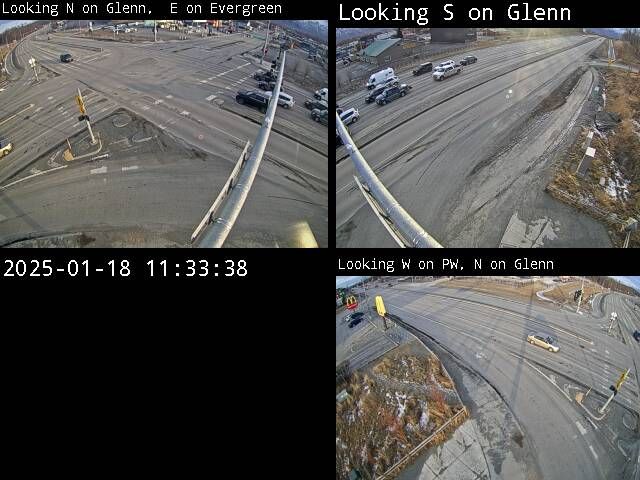 Looking N on Glenn,  E on Evergreen
Looking S on Glenn
2025-01-18 11:33:38
Looking W on PW, N on Glenn